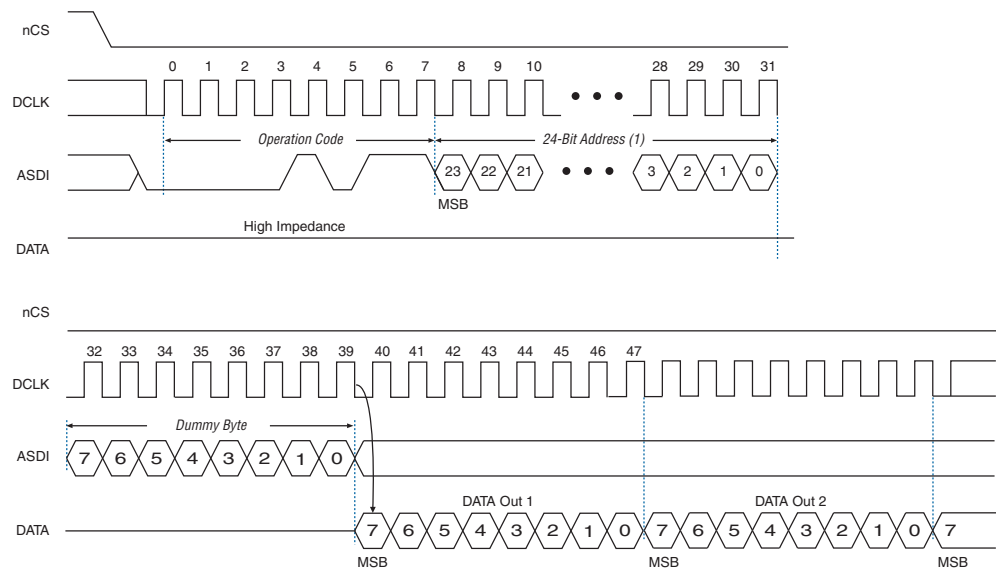 nCS
0 1 2 3 4 5 6 7 8 9 10 28 29 30 31
DCLK
Operation Code 24-Bit Address (1)
ASDI 23 22 21 3 2 1 0
MSB
High Impedance
DATA
nCS
32 33 34 35 36 37 38 39 40 41 42 43 44 45 46 47
DCLK
Dummy Byte
ASDI 7 6 5 4 3 2 1 0
DATA Out 1 DATA Out 2
DATA 7 6 5 4 3 2 1 0 7 6 5 4 3 2 1 0 7
MSB MSB MSB